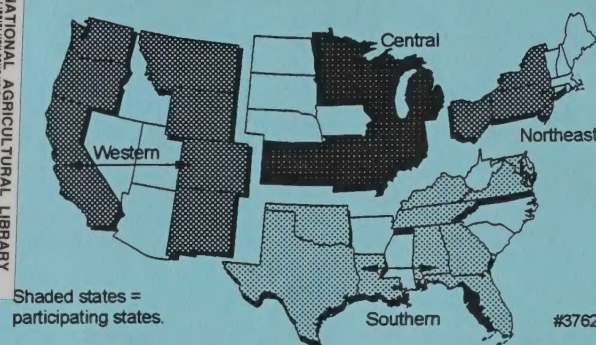 NATIONAL AGRICULTURAL LIBRARY
Central
Northeast
Western
Shaded states =
participating states.
Southern
#3762